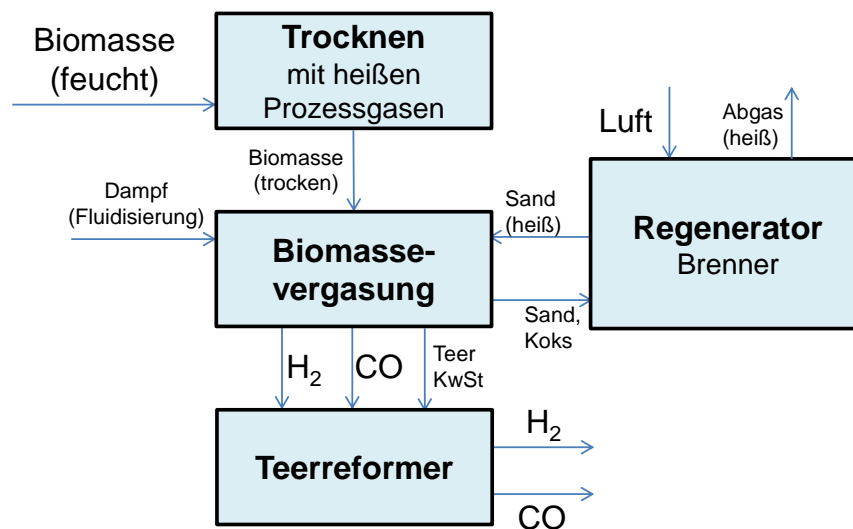 Biomasse
(feucht)
Trocknen
mit heißen
Prozessgasen
Luft
Abgas
(heiß)
Biomasse
(trocken)
Dampf
(Fluidisierung)
Sand
(heiß)
Regenerator
Brenner
Biomasse-
vergasung
Sand,
Koks
H₂
CO
Teer
KwSt
Teerreformer
H₂
CO